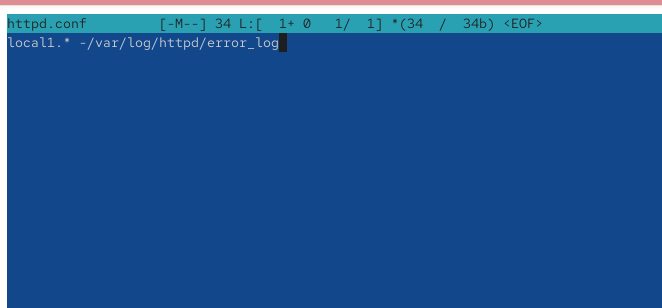 httpd.conf         [-M--] 34 L:[  1+ 0   1/  1] *(34  /  34b) <EOF>
local1.* -/var/log/httpd/error_log